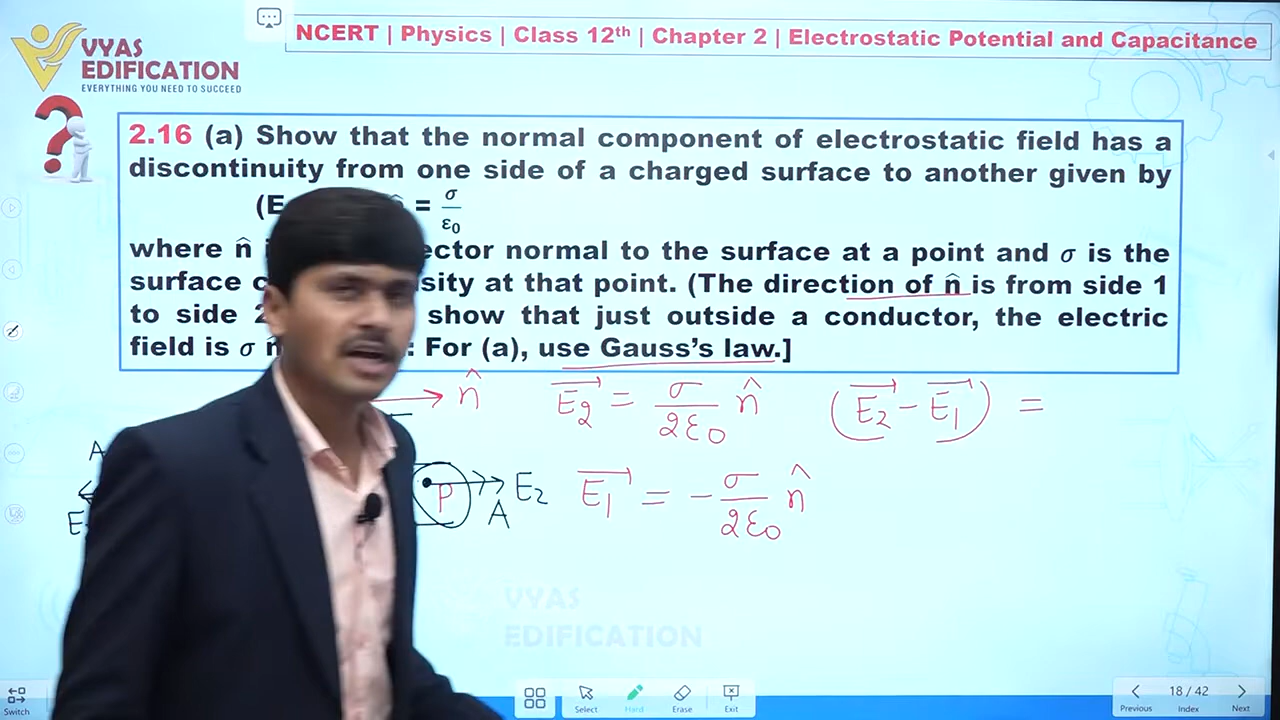 NCERT | Physics | Class 12th | Chapter 2 | Electrostatic Potential and Capacitance
VYAS
EDIFICATION
EVERYTHING YOU NEED TO SUCCEED
2.16 (a) Show that the normal component of electrostatic field has a
discontinuity from one side of a charged surface to another given by
(E = σ/ε₀
where n̂ ector normal to the surface at a point and σ is the
surface c sity at that point. (The direction of n̂ is from side 1
to side 2 show that just outside a conductor, the electric
field is σ n̂ : For (a), use Gauss's law.]
n̂ E₂⃗ = σ/2ε₀ n̂ (E₂⃗ - E₁⃗) =
A
E P E₂ A E₁⃗ = - σ/2ε₀ n̂
VYAS
EDIFICATION
Switch Select Hard Erase Exit Previous 18 / 42 Index Next